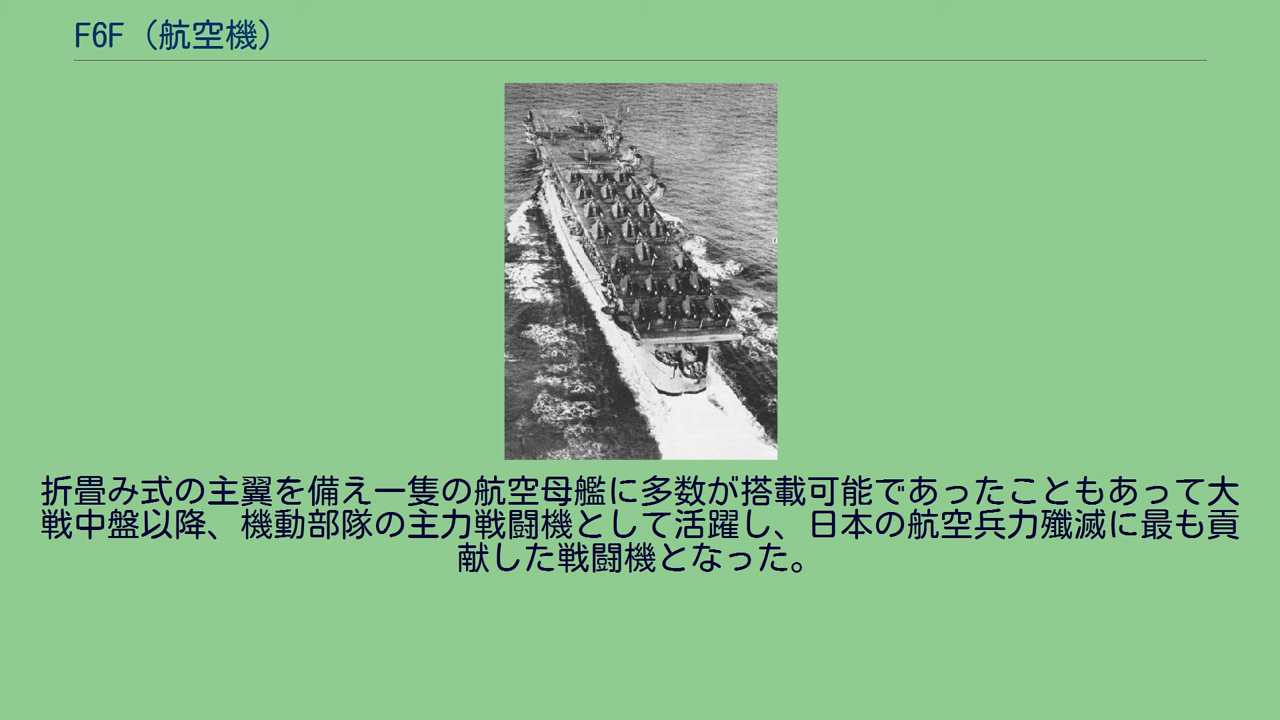 F6F（航空機）
折畳み式の主翼を備え一隻の航空母艦に多数が搭載可能であったこともあって大
戦中盤以降、機動部隊の主力戦闘機として活躍し、日本の航空兵力殲滅に最も貢
献した戦闘機となった。